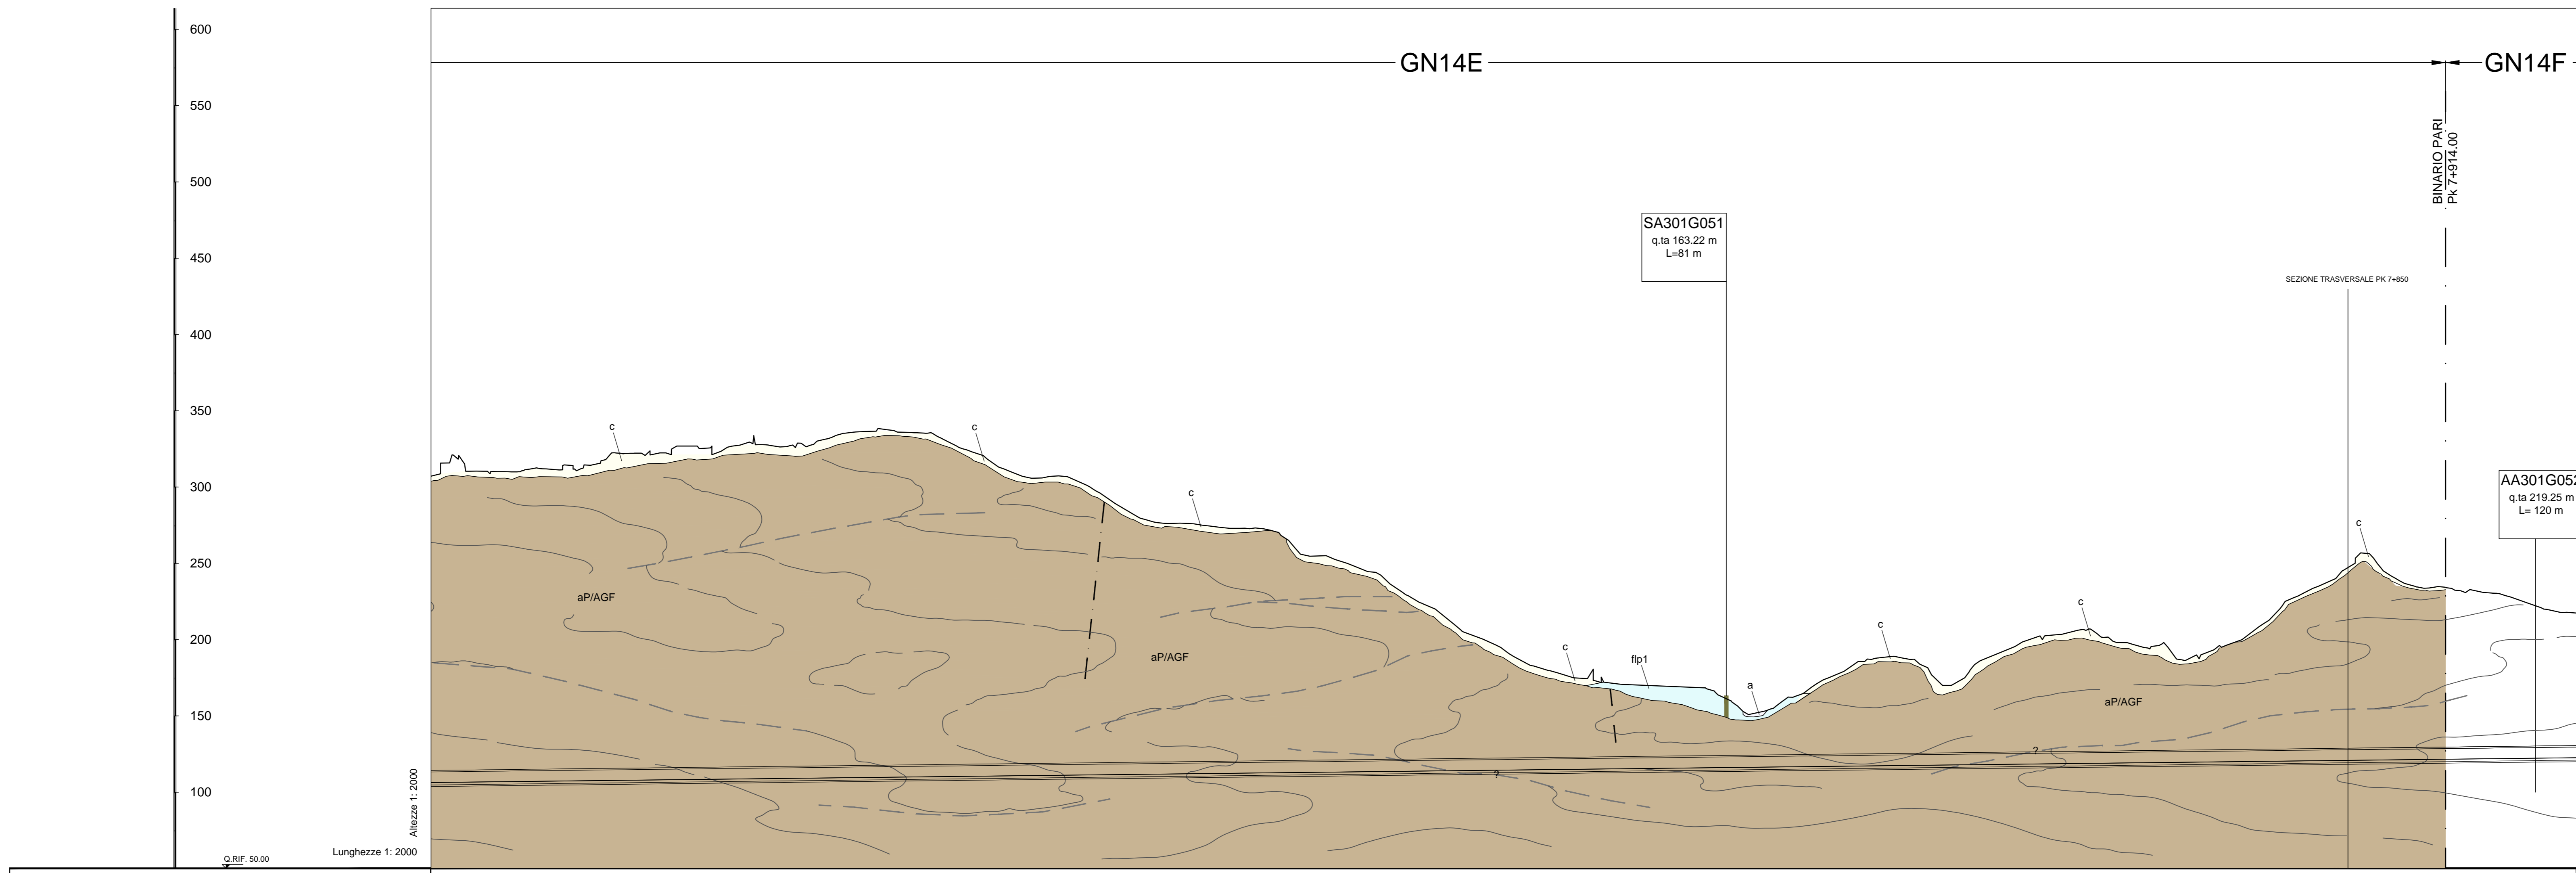 600
550
500
450
400
350
300
250
200
150
100
Q.RIF. 50.00
Lunghezze 1: 2000
Altezze 1: 2000
GN14E
GN14F
BINARIO PARI
Pk 7+914.00
SA301G051
q.ta 163.22 m
L=81 m
SEZIONE TRASVERSALE PK 7+850
AA301G052
q.ta 219.25 m
L= 120 m
c
c
c
c
flp1
a
c
c
c
aP/AGF
aP/AGF
aP/AGF
?
?